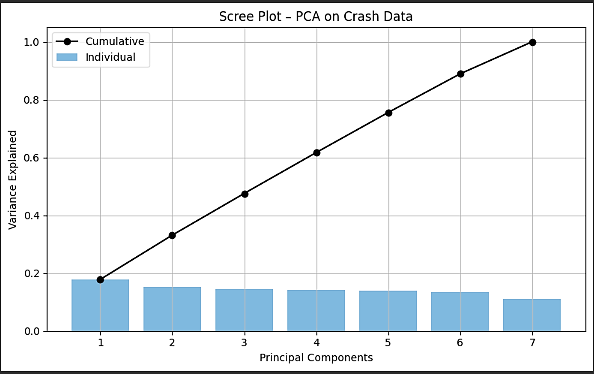 Scree Plot – PCA on Crash Data
Cumulative
Individual
Variance Explained
1.0
0.8
0.6
0.4
0.2
0.0
1 2 3 4 5 6 7
Principal Components